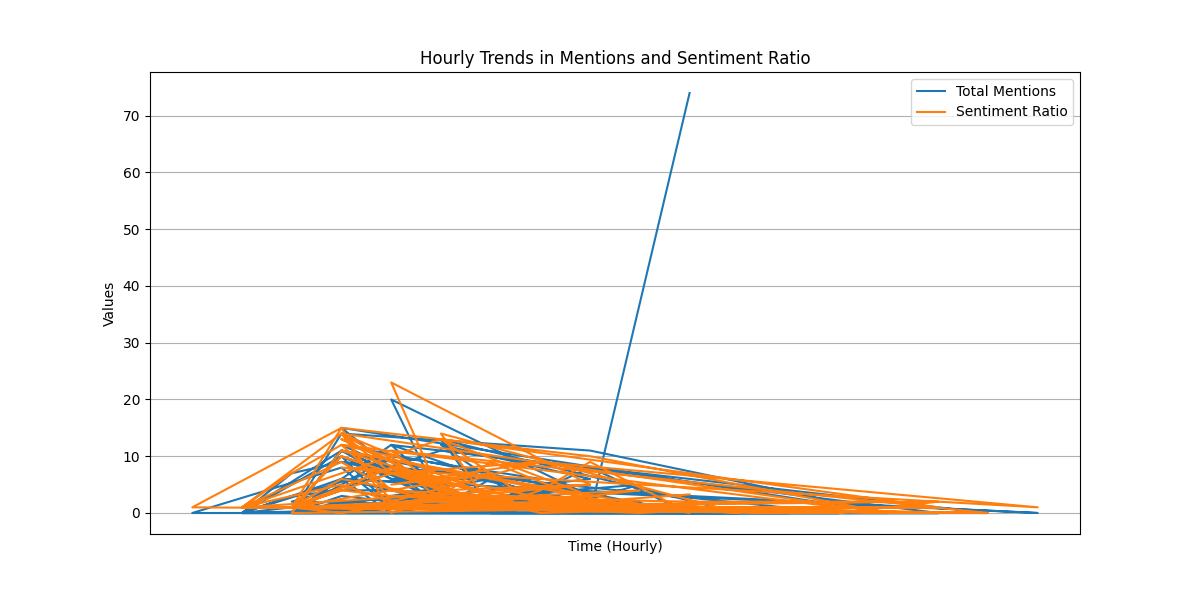 Hourly Trends in Mentions and Sentiment Ratio
Total Mentions
Sentiment Ratio
70
60
50
40
30
20
10
0
Values
Time (Hourly)